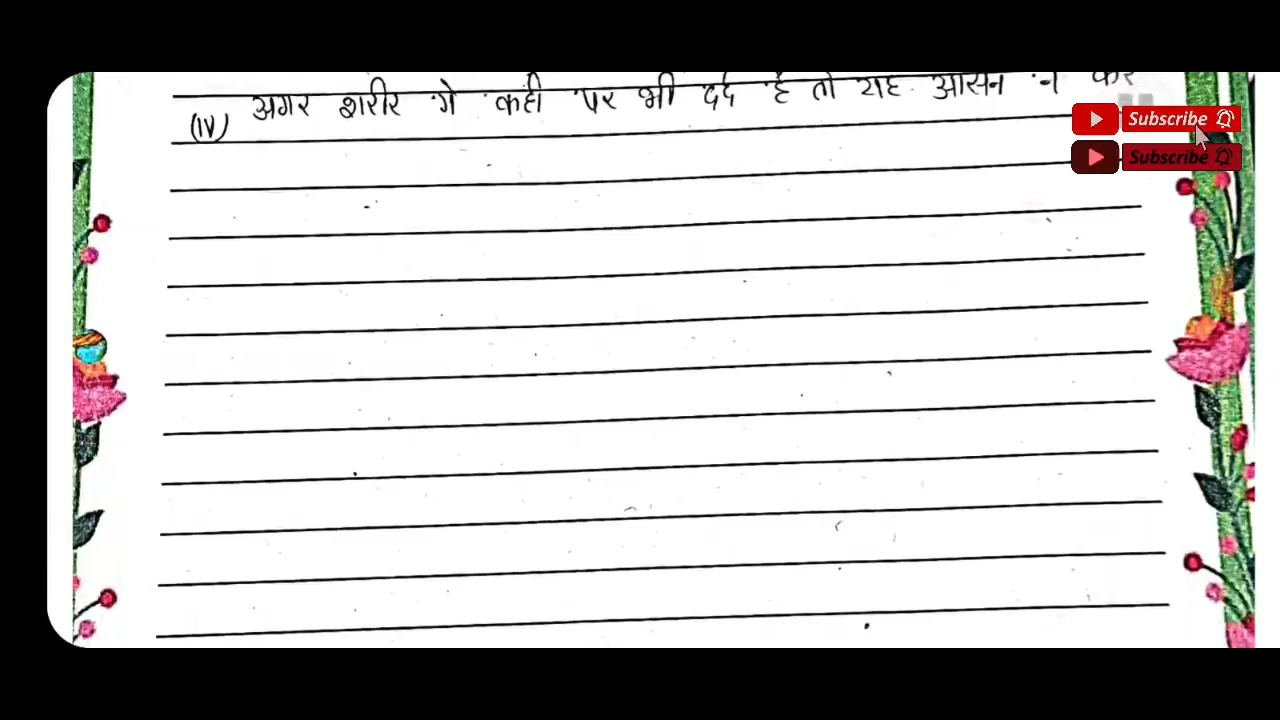 (iv) अगर शरीर में कही पर भी दर्द है तो यह आसन न करे
Subscribe
Subscribe